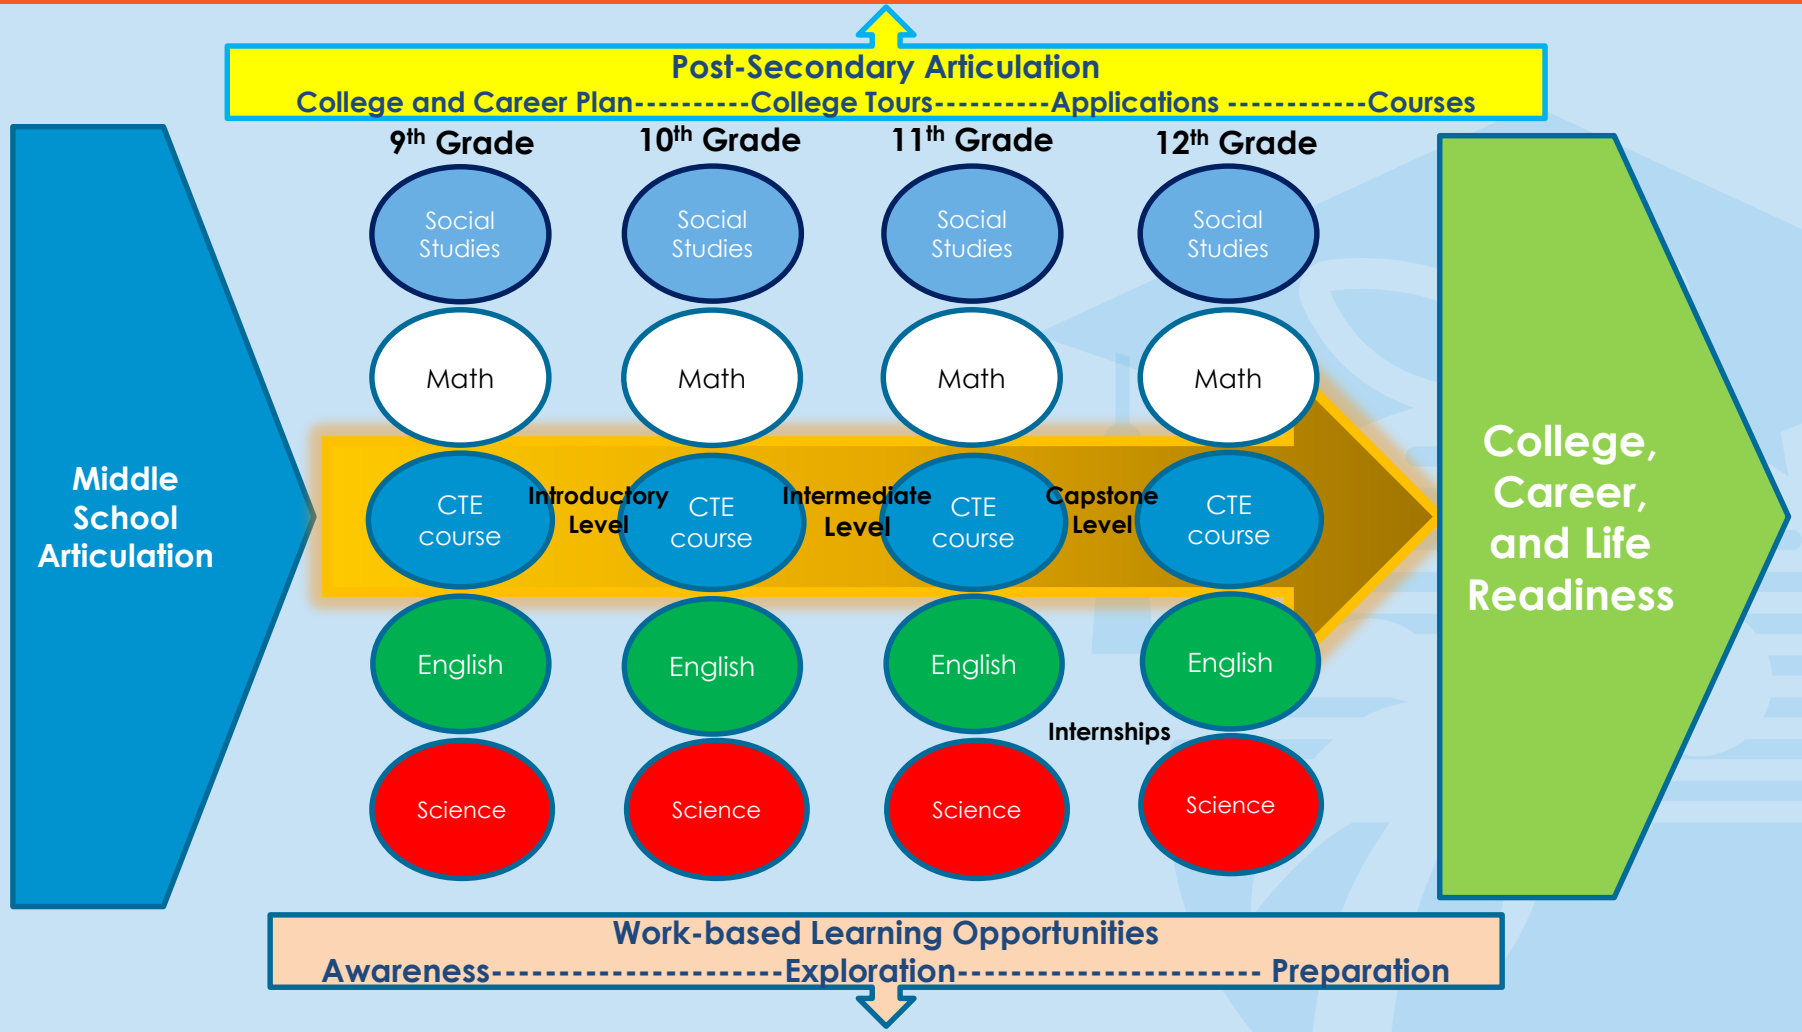 Post-Secondary Articulation
College and Career Plan----------College Tours----------Applications ------------Courses
9th Grade
10th Grade
11th Grade
12th Grade
Middle
School
Articulation
Social
Studies
Social
Studies
Social
Studies
Social
Studies
Math
Math
Math
Math
CTE
course
Introductory
Level
CTE
course
Intermediate
Level
CTE
course
Capstone
Level
CTE
course
English
English
English
English
Internships
Science
Science
Science
Science
College,
Career,
and Life
Readiness
Work-based Learning Opportunities
Awareness----------------------Exploration----------------------- Preparation